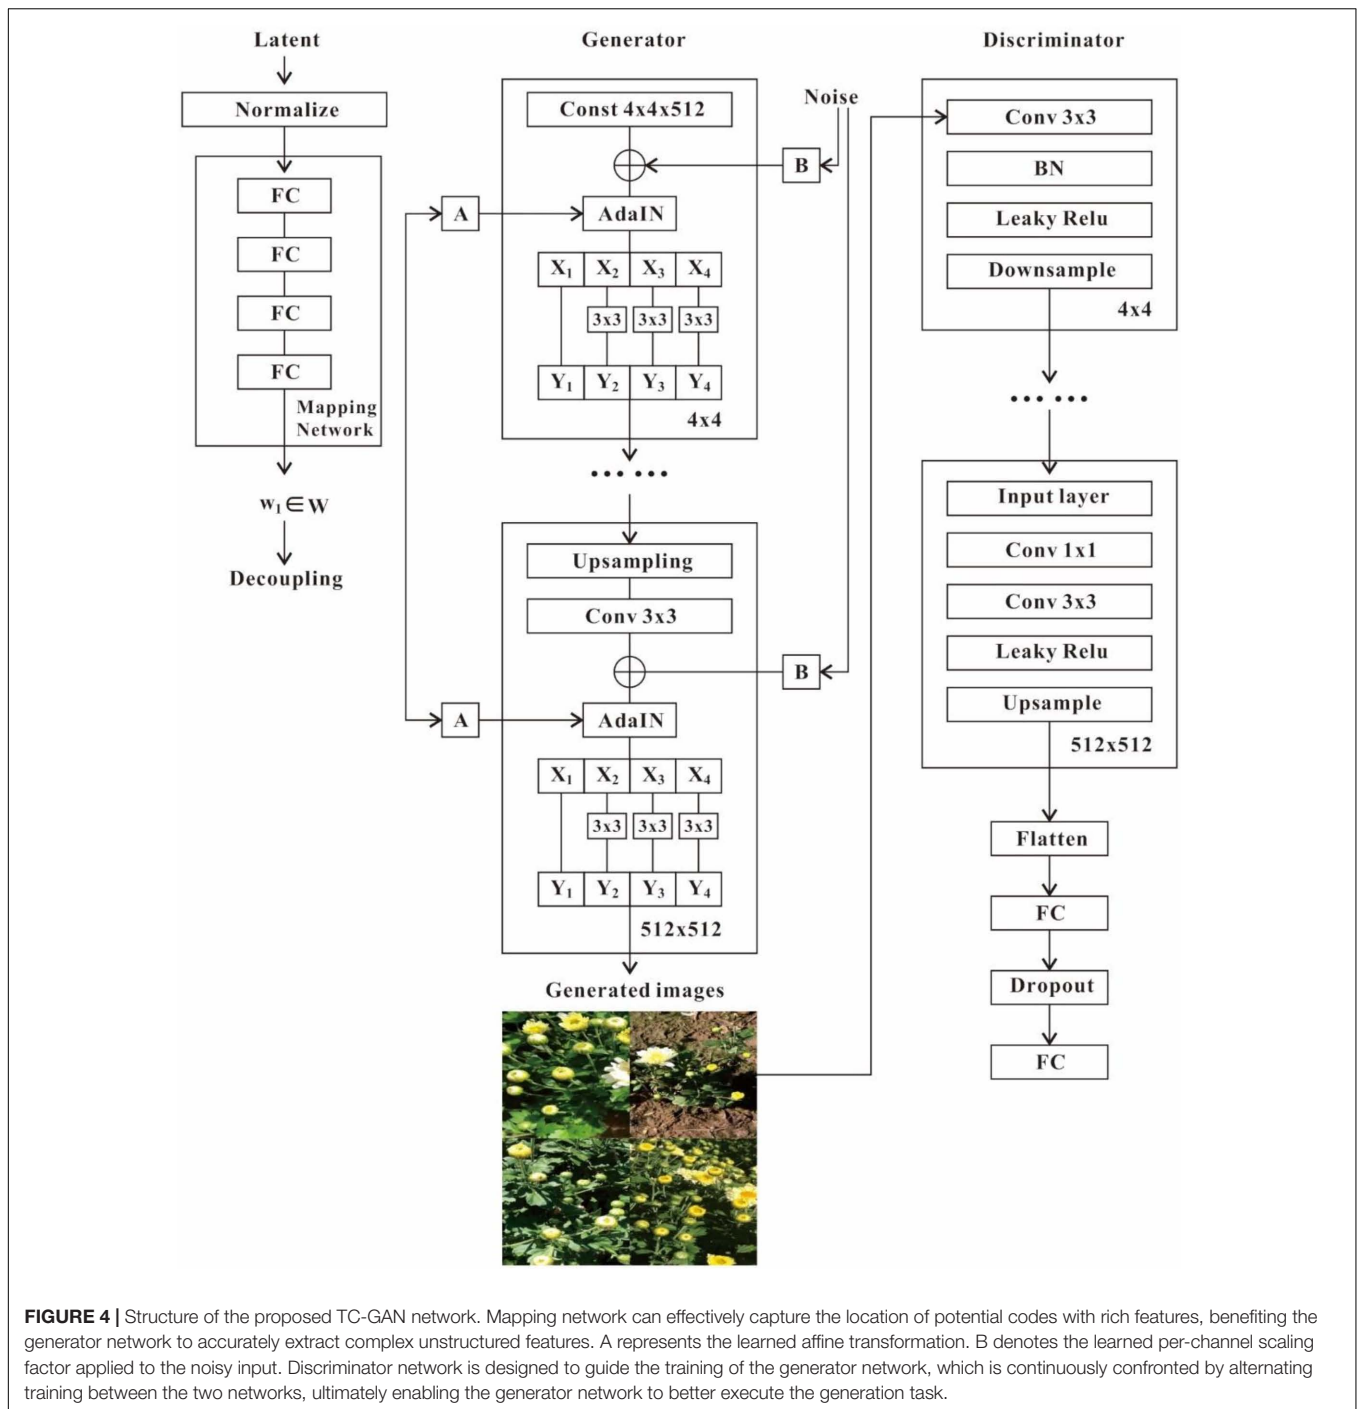 Latent
Normalize
FC
FC
FC
FC
Mapping
Network
w₁ ∈ W
Decoupling
Generator
Const 4x4x512
Noise
B
A
AdaIN
X₁ X₂ X₃ X₄
3x3 3x3 3x3
Y₁ Y₂ Y₃ Y₄
4x4
... ...
Upsampling
Conv 3x3
B
A
AdaIN
X₁ X₂ X₃ X₄
3x3 3x3 3x3
Y₁ Y₂ Y₃ Y₄
512x512
Generated images
Discriminator
Conv 3x3
BN
Leaky Relu
Downsample
4x4
... ...
Input layer
Conv 1x1
Conv 3x3
Leaky Relu
Upsample
512x512
Flatten
FC
Dropout
FC
FIGURE 4 | Structure of the proposed TC-GAN network. Mapping network can effectively capture the location of potential codes with rich features, benefiting the
generator network to accurately extract complex unstructured features. A represents the learned affine transformation. B denotes the learned per-channel scaling
factor applied to the noisy input. Discriminator network is designed to guide the training of the generator network, which is continuously confronted by alternating
training between the two networks, ultimately enabling the generator network to better execute the generation task.